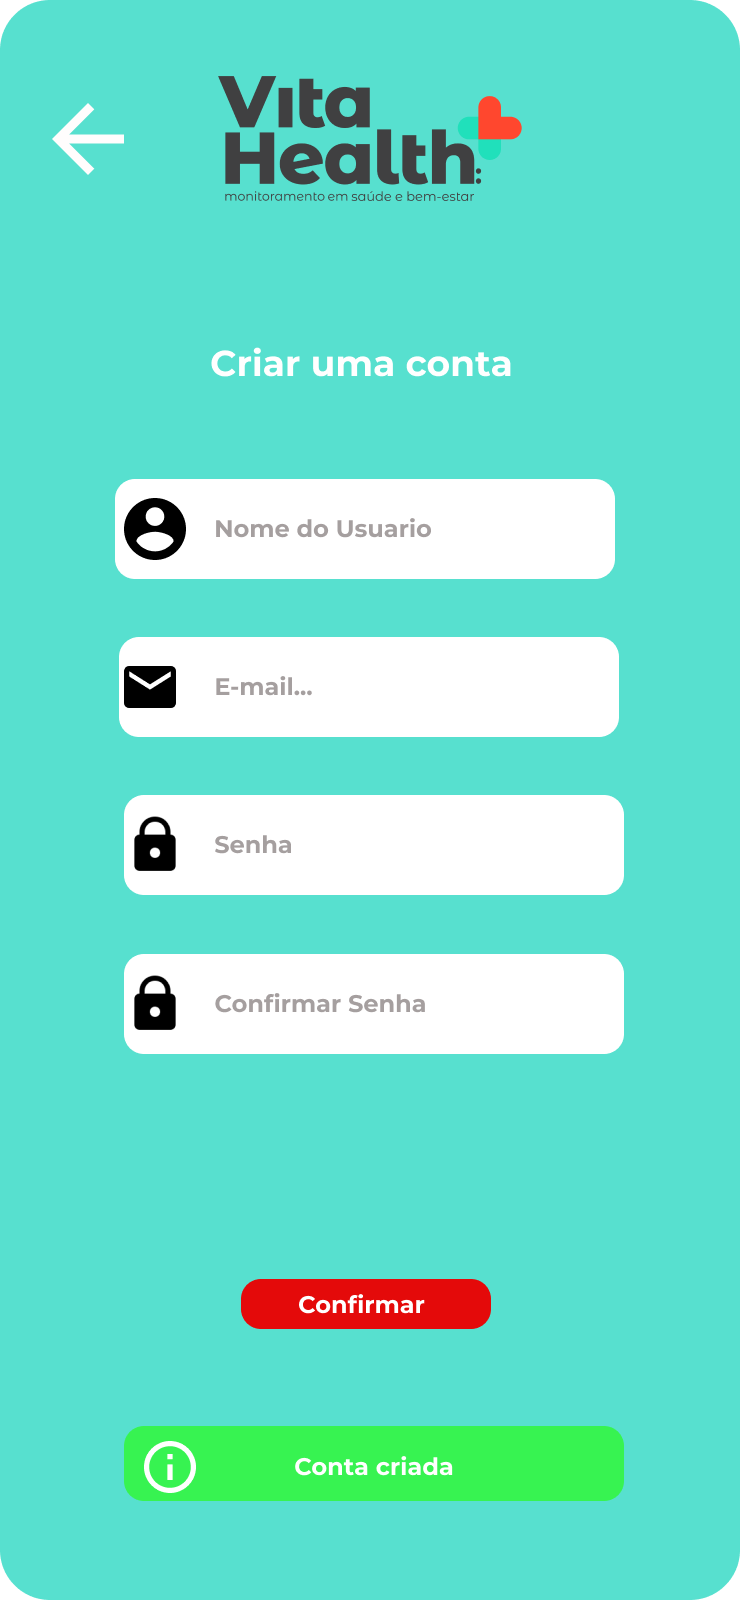 Vita
Health:
monitoramento em saúde e bem-estar
Criar uma conta
Nome do Usuario
E-mail...
Senha
Confirmar Senha
Confirmar
Conta criada